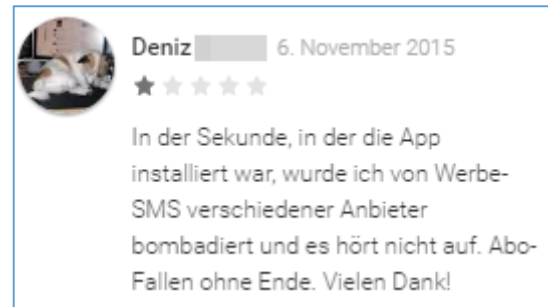 Deniz 6. November 2015
In der Sekunde, in der die App
installiert war, wurde ich von Werbe-
SMS verschiedener Anbieter
bombadiert und es hört nicht auf. Abo-
Fallen ohne Ende. Vielen Dank!